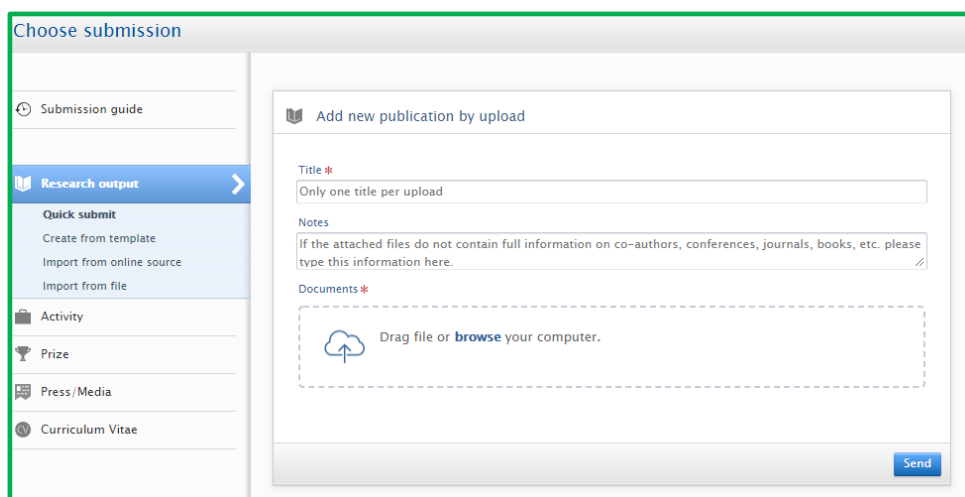 Choose submission
Submission guide
Research output
Quick submit
Create from template
Import from online source
Import from file
Activity
Prize
Press/Media
CV
Curriculum Vitae
Add new publication by upload
Title *
Only one title per upload
Notes
If the attached files do not contain full information on co-authors, conferences, journals, books, etc. please
type this information here.
Documents *
Drag file or browse your computer.
Send